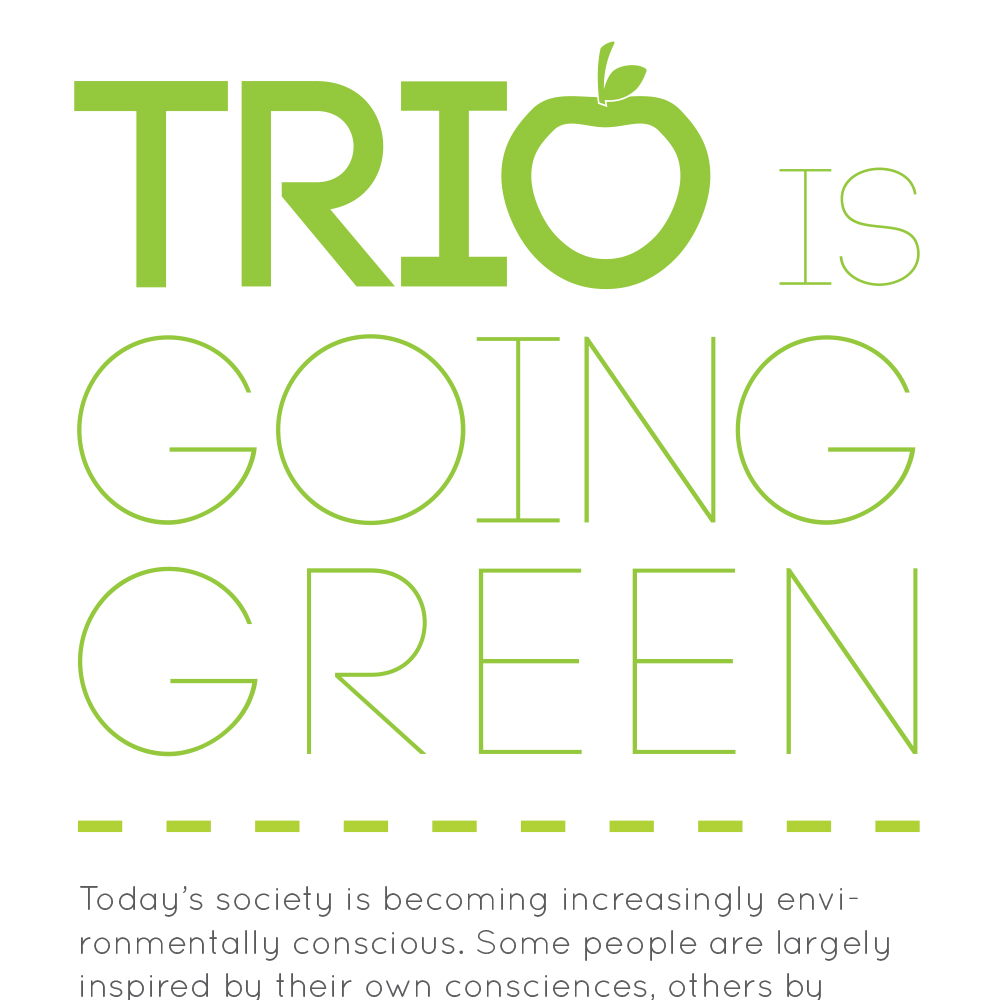 TRIO IS
GOING
GREEN
Today’s society is becoming increasingly envi-
ronmentally conscious. Some people are largely
inspired by their own consciences, others by